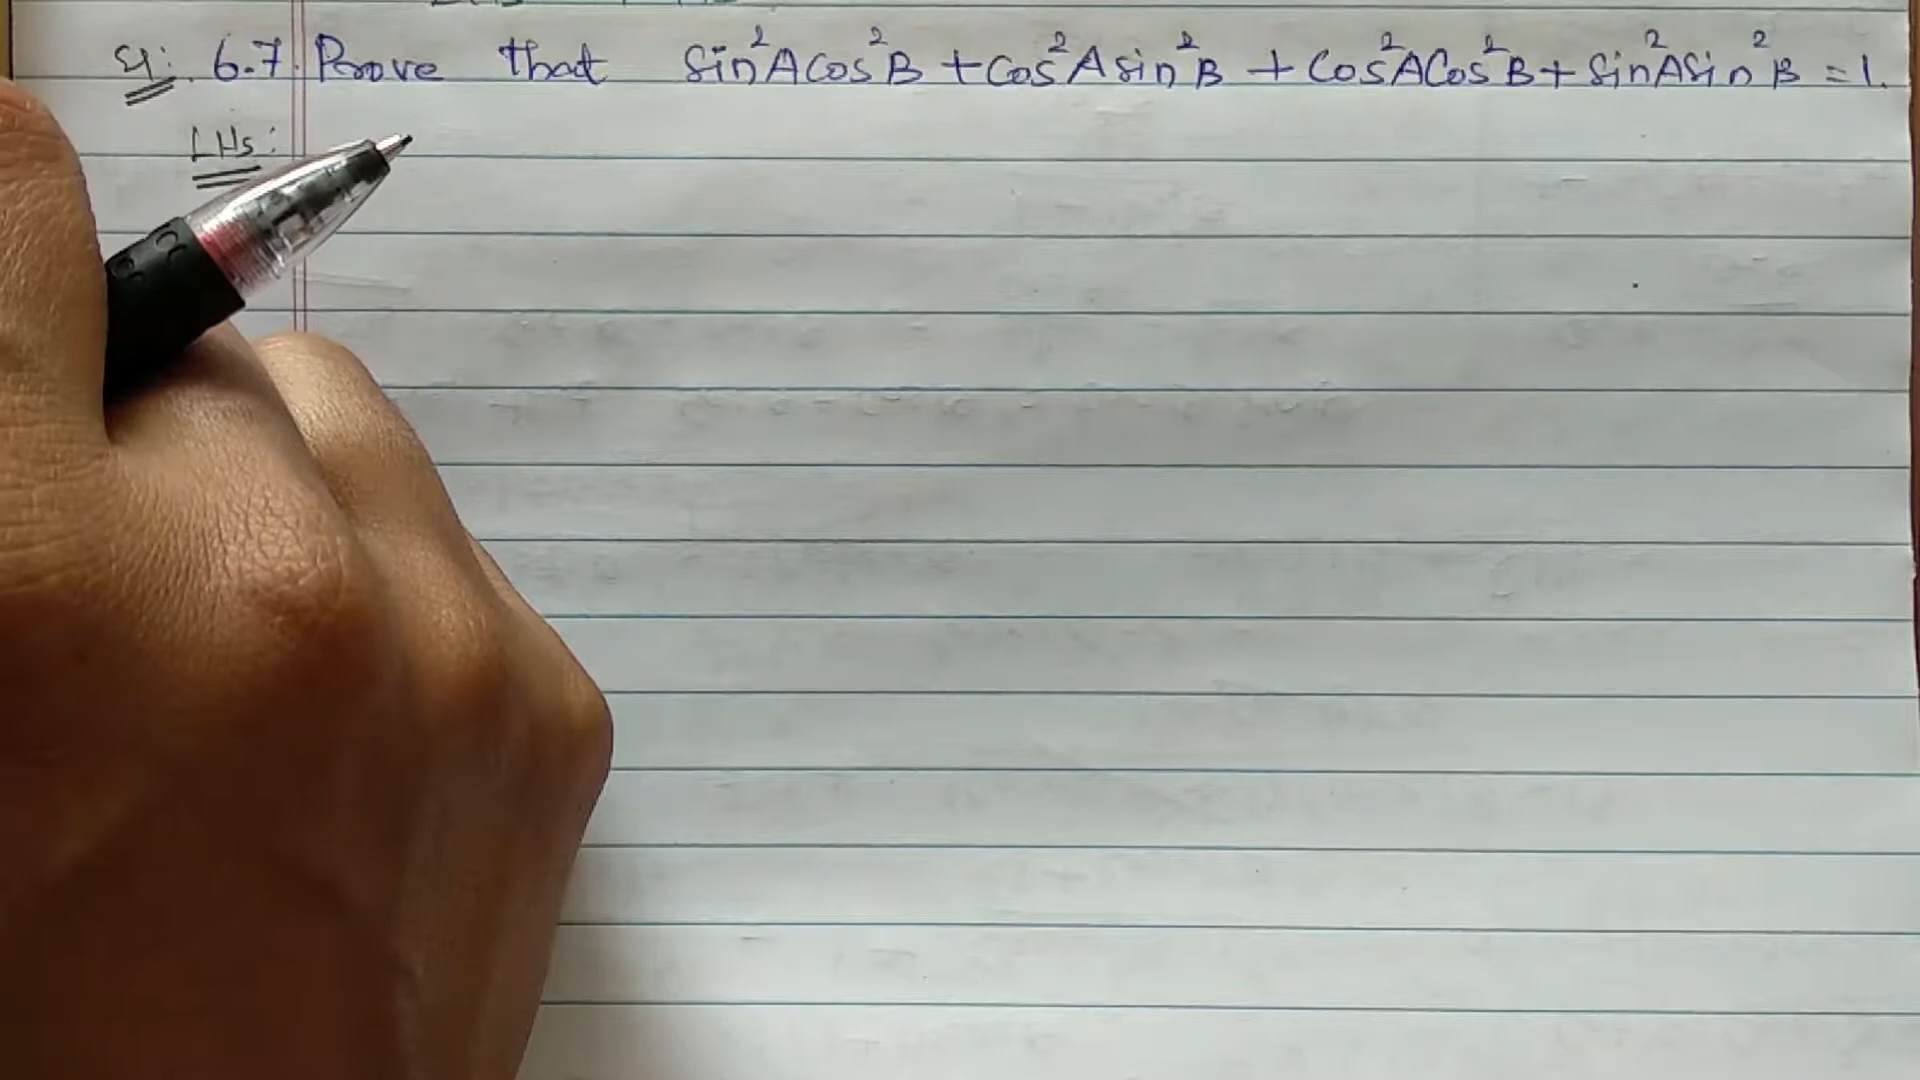 உ: 6.7. Prove that Sin²A Cos²B + Cos²A sin²B + Cos²A Cos²B + Sin²A Sin²B = 1.
LHS: